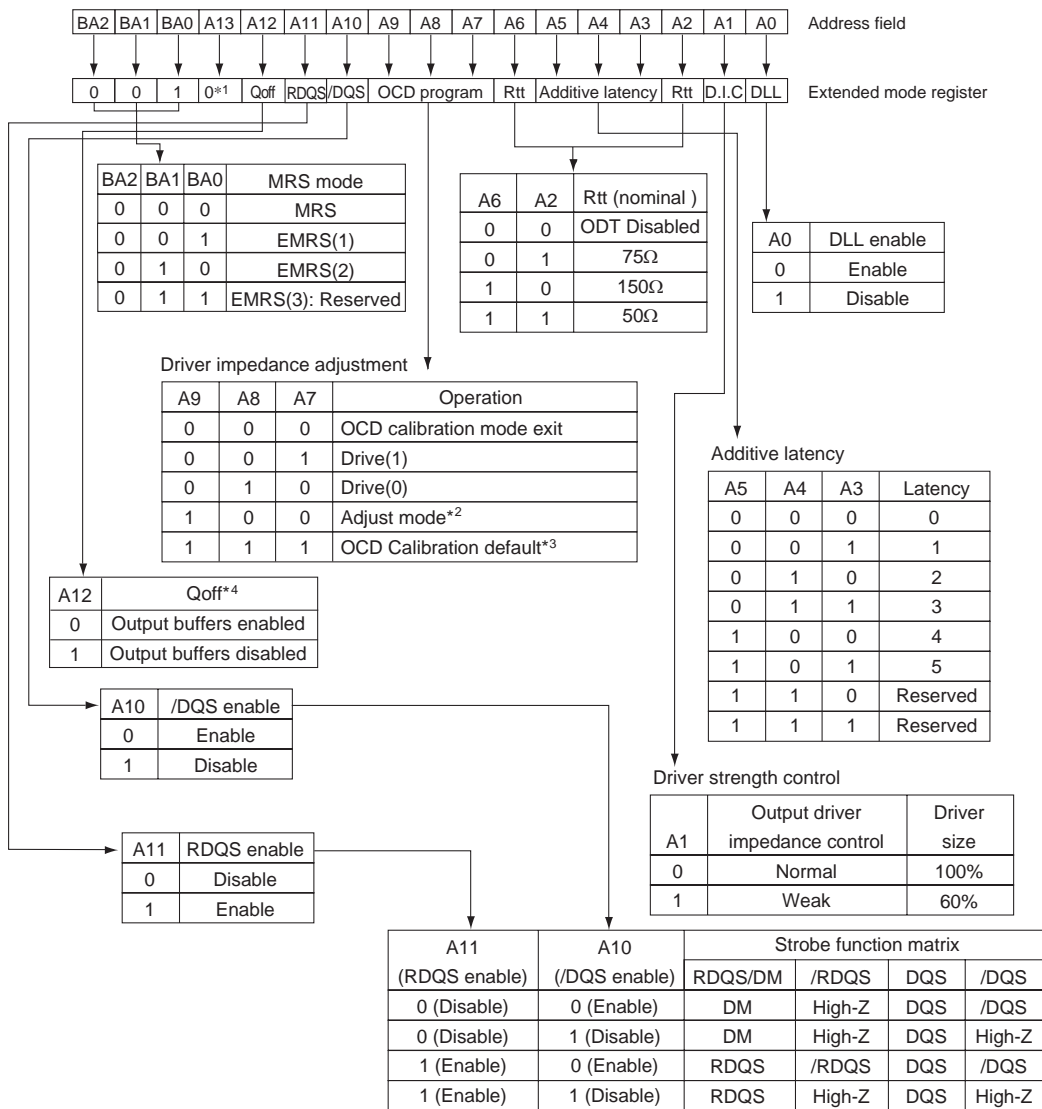 BA2 BA1 BA0 A13 A12 A11 A10 A9 A8 A7 A6 A5 A4 A3 A2 A1 A0 Address field
0 0 1 0*1 Qoff RDQS /DQS OCD program Rtt Additive latency Rtt D.I.C DLL Extended mode register
BA2 BA1 BA0 MRS mode
0 0 0 MRS
0 0 1 EMRS(1)
0 1 0 EMRS(2)
0 1 1 EMRS(3): Reserved
A6 A2 Rtt (nominal )
0 0 ODT Disabled
0 1 75Ω
1 0 150Ω
1 1 50Ω
A0 DLL enable
0 Enable
1 Disable
Driver impedance adjustment
A9 A8 A7 Operation
0 0 0 OCD calibration mode exit
0 0 1 Drive(1)
0 1 0 Drive(0)
1 0 0 Adjust mode*2
1 1 1 OCD Calibration default*3
Additive latency
A5 A4 A3 Latency
0 0 0 0
0 0 1 1
0 1 0 2
0 1 1 3
1 0 0 4
1 0 1 5
1 1 0 Reserved
1 1 1 Reserved
A12 Qoff*4
0 Output buffers enabled
1 Output buffers disabled
A10 /DQS enable
0 Enable
1 Disable
Driver strength control
A1 Output driver impedance control Driver size
0 Normal 100%
1 Weak 60%
A11 RDQS enable
0 Disable
1 Enable
A11 A10 Strobe function matrix
(RDQS enable) (/DQS enable) RDQS/DM /RDQS DQS /DQS
0 (Disable) 0 (Enable) DM High-Z DQS /DQS
0 (Disable) 1 (Disable) DM High-Z DQS High-Z
1 (Enable) 0 (Enable) RDQS /RDQS DQS /DQS
1 (Enable) 1 (Disable) RDQS High-Z DQS High-Z